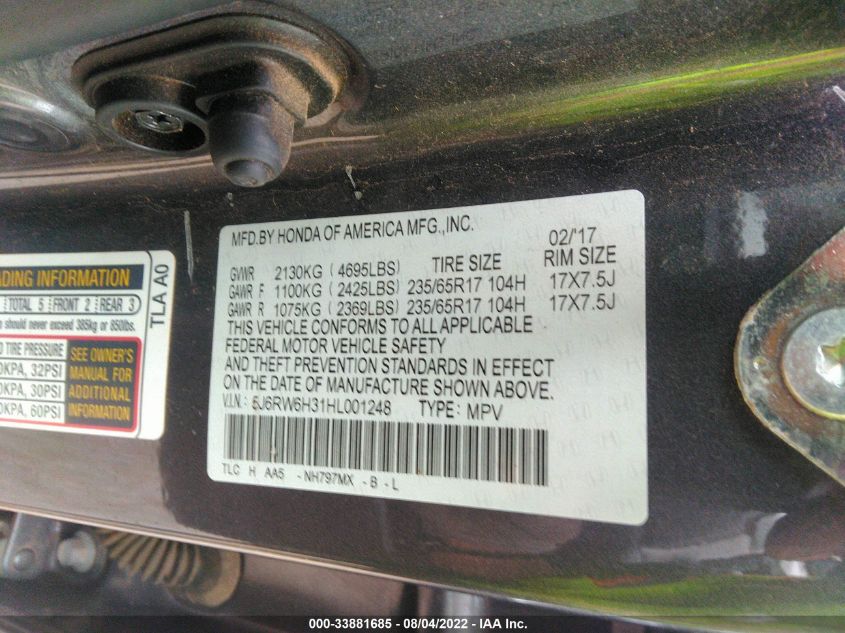 MFD.BY HONDA OF AMERICA MFG.,INC. 02/'17
GVWR 2130KG (4695LBS) TIRE SIZE RIM SIZE
GAWR F 1100KG (2425LBS) 235/65R17 104H 17X7.5J
GAWR R 1075KG (2369LBS) 235/65R17 104H 17X7.5J
THIS VEHICLE CONFORMS TO ALL APPLICABLE
FEDERAL MOTOR VEHICLE SAFETY
AND THEFT PREVENTION STANDARDS IN EFFECT
ON THE DATE OF MANUFACTURE SHOWN ABOVE.
V.I.N.: 5J6RW6H31HL001248 TYPE: MPV
TLC H AA5 -NH797MX -B -L
INFORMATION
TOTAL 5 FRONT 2 REAR 3
should never exceed 385kg or 850lbs.
TIRE PRESSURE
KPA, 32PSI
KPA, 30PSI
KPA, 60PSI
SEE OWNER'S
MANUAL FOR
ADDITIONAL
INFORMATION
TLA A0
000-33881685 - 08/04/2022 - IAA Inc.